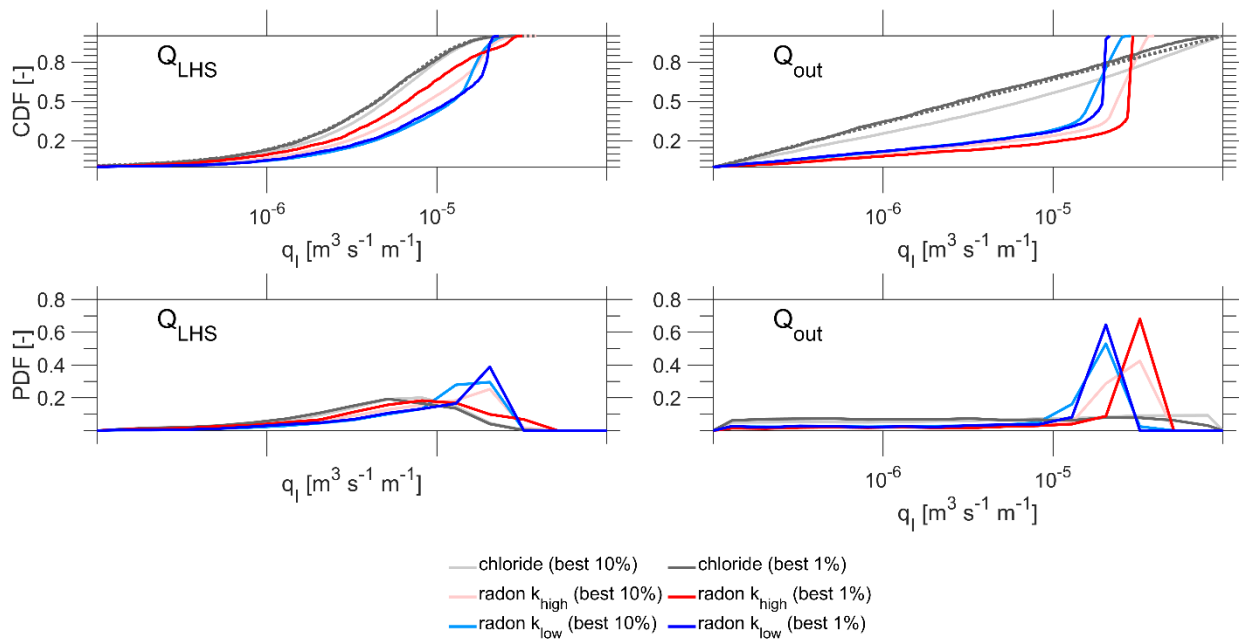 Q_LHS
Q_out
CDF [-]
0.8
0.5
0.2
0.8
0.5
0.2
10^-6
10^-5
10^-6
10^-5
q_l [m^3 s^-1 m^-1]
q_l [m^3 s^-1 m^-1]
Q_LHS
Q_out
PDF [-]
0.8
0.6
0.4
0.2
0.8
0.6
0.4
0.2
10^-6
10^-5
q_l [m^3 s^-1 m^-1]
q_l [m^3 s^-1 m^-1]
chloride (best 10%)
chloride (best 1%)
radon k_high (best 10%)
radon k_high (best 1%)
radon k_low (best 10%)
radon k_low (best 1%)